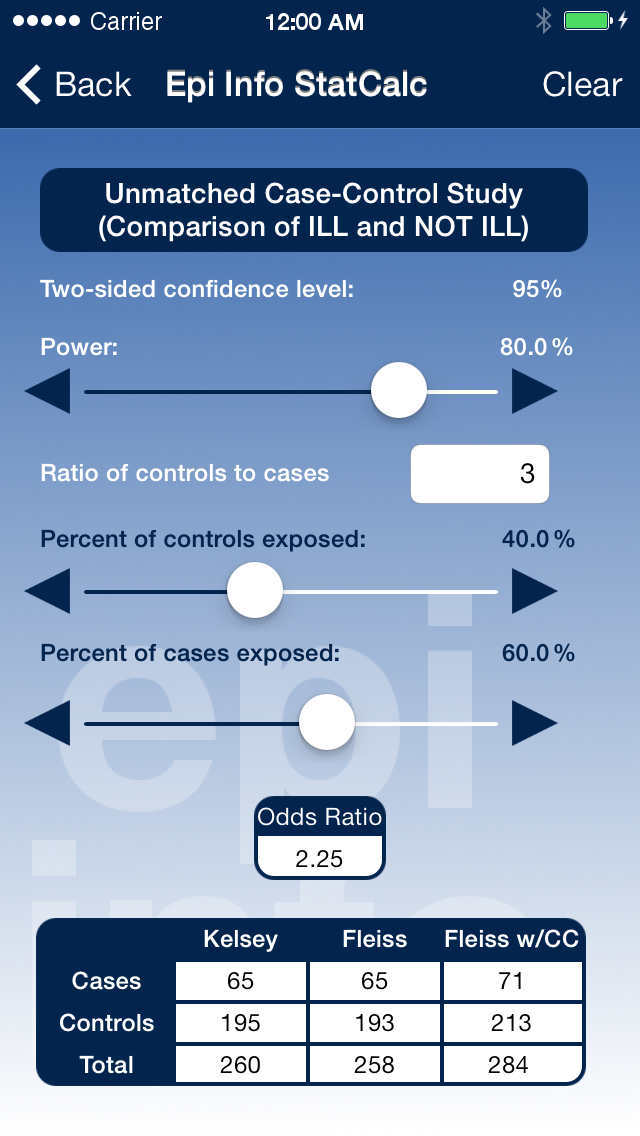 Carrier 12:00 AM
Back Epi Info StatCalc Clear
Unmatched Case-Control Study
(Comparison of ILL and NOT ILL)
Two-sided confidence level: 95%
Power: 80.0 %
Ratio of controls to cases 3
Percent of controls exposed: 40.0 %
Percent of cases exposed: 60.0 %
epi
info
Odds Ratio
2.25
Kelsey Fleiss Fleiss w/CC
Cases 65 65 71
Controls 195 193 213
Total 260 258 284